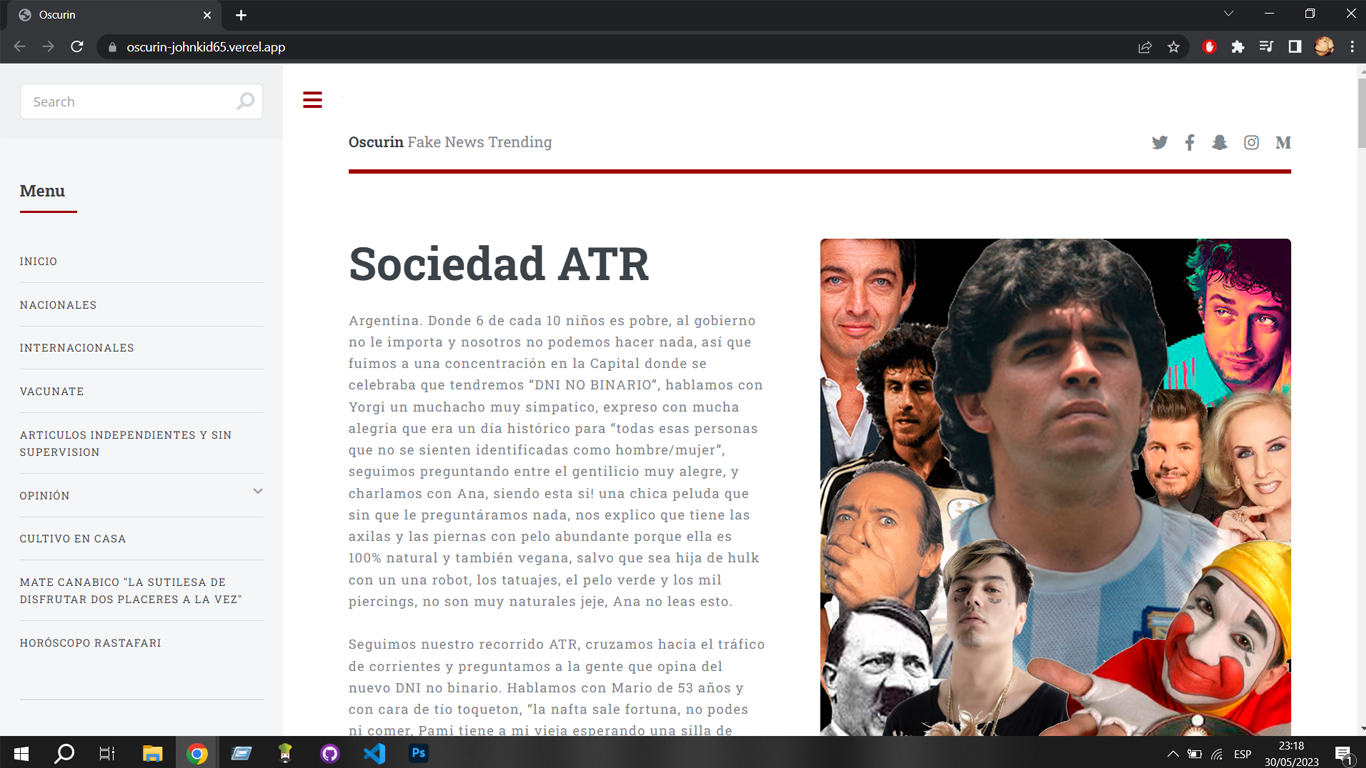 Oscurin
oscurin-johnkid65.vercel.app
Search
Menu
INICIO
NACIONALES
INTERNACIONALES
VACUNATE
ARTICULOS INDEPENDIENTES Y SIN
SUPERVISION
OPINIÓN
CULTIVO EN CASA
MATE CANABICO "LA SUTILESA DE
DISFRUTAR DOS PLACERES A LA VEZ"
HORÓSCOPO RASTAFARI
Oscurin Fake News Trending
Sociedad ATR
Argentina. Donde 6 de cada 10 niños es pobre, al gobierno
no le importa y nosotros no podemos hacer nada, así que
fuimos a una concentración en la Capital donde se
celebraba que tendremos “DNI NO BINARIO”, hablamos con
Yorgi un muchacho muy simpatico, expreso con mucha
alegria que era un día histórico para “todas esas personas
que no se sienten identificadas como hombre/mujer”,
seguimos preguntando entre el gentilicio muy alegre, y
charlamos con Ana, siendo esta si! una chica peluda que
sin que le preguntáramos nada, nos explico que tiene las
axilas y las piernas con pelo abundante porque ella es
100% natural y también vegana, salvo que sea hija de hulk
con un una robot, los tatuajes, el pelo verde y los mil
piercings, no son muy naturales jeje, Ana no leas esto.
Seguimos nuestro recorrido ATR, cruzamos hacia el tráfico
de corrientes y preguntamos a la gente que opina del
nuevo DNI no binario. Hablamos con Mario de 53 años y
con cara de tío toqueton, “la nafta sale fortuna, no podes
ni comer, Pami tiene a mi vieja esperando una silla de
Ps
ESP
23:18
30/05/2023
1